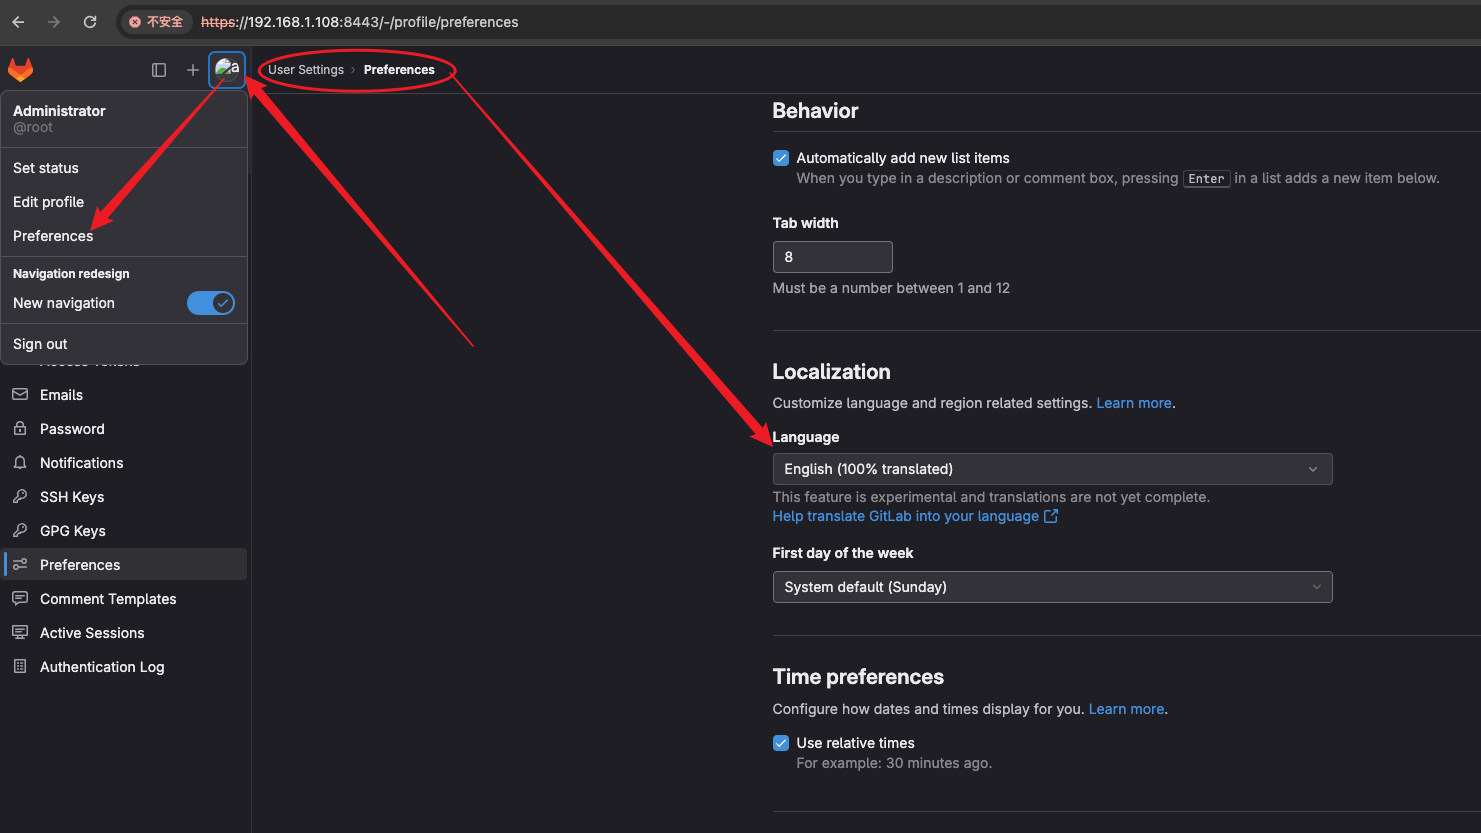 不安全 https://192.168.1.108:8443/-/profile/preferences
a
User Settings › Preferences
Administrator
@root
Set status
Edit profile
Preferences
Navigation redesign
New navigation
Sign out
Access Tokens
Emails
Password
Notifications
SSH Keys
GPG Keys
Preferences
Comment Templates
Active Sessions
Authentication Log
Behavior
Automatically add new list items
When you type in a description or comment box, pressing Enter in a list adds a new item below.
Tab width
8
Must be a number between 1 and 12
Localization
Customize language and region related settings. Learn more.
Language
English (100% translated)
This feature is experimental and translations are not yet complete.
Help translate GitLab into your language
First day of the week
System default (Sunday)
Time preferences
Configure how dates and times display for you. Learn more.
Use relative times
For example: 30 minutes ago.